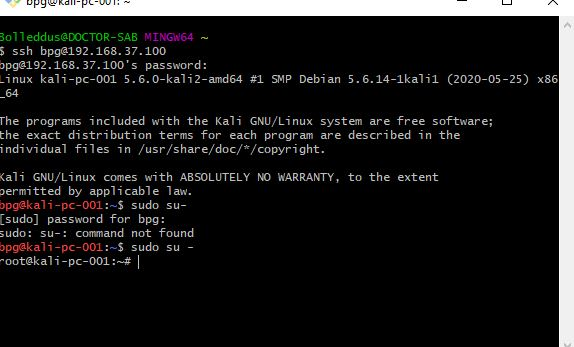 bpg@kali-pc-001: ~
Bolleddus@DOCTOR-SAB MINGW64 ~
$ ssh bpg@192.168.37.100
bpg@192.168.37.100's password:
Linux kali-pc-001 5.6.0-kali2-amd64 #1 SMP Debian 5.6.14-1kali1 (2020-05-25) x86
_64
The programs included with the Kali GNU/Linux system are free software;
the exact distribution terms for each program are described in the
individual files in /usr/share/doc/*/copyright.
Kali GNU/Linux comes with ABSOLUTELY NO WARRANTY, to the extent
permitted by applicable law.
bpg@kali-pc-001:~$ sudo su-
[sudo] password for bpg:
sudo: su-: command not found
bpg@kali-pc-001:~$ sudo su -
root@kali-pc-001:~#